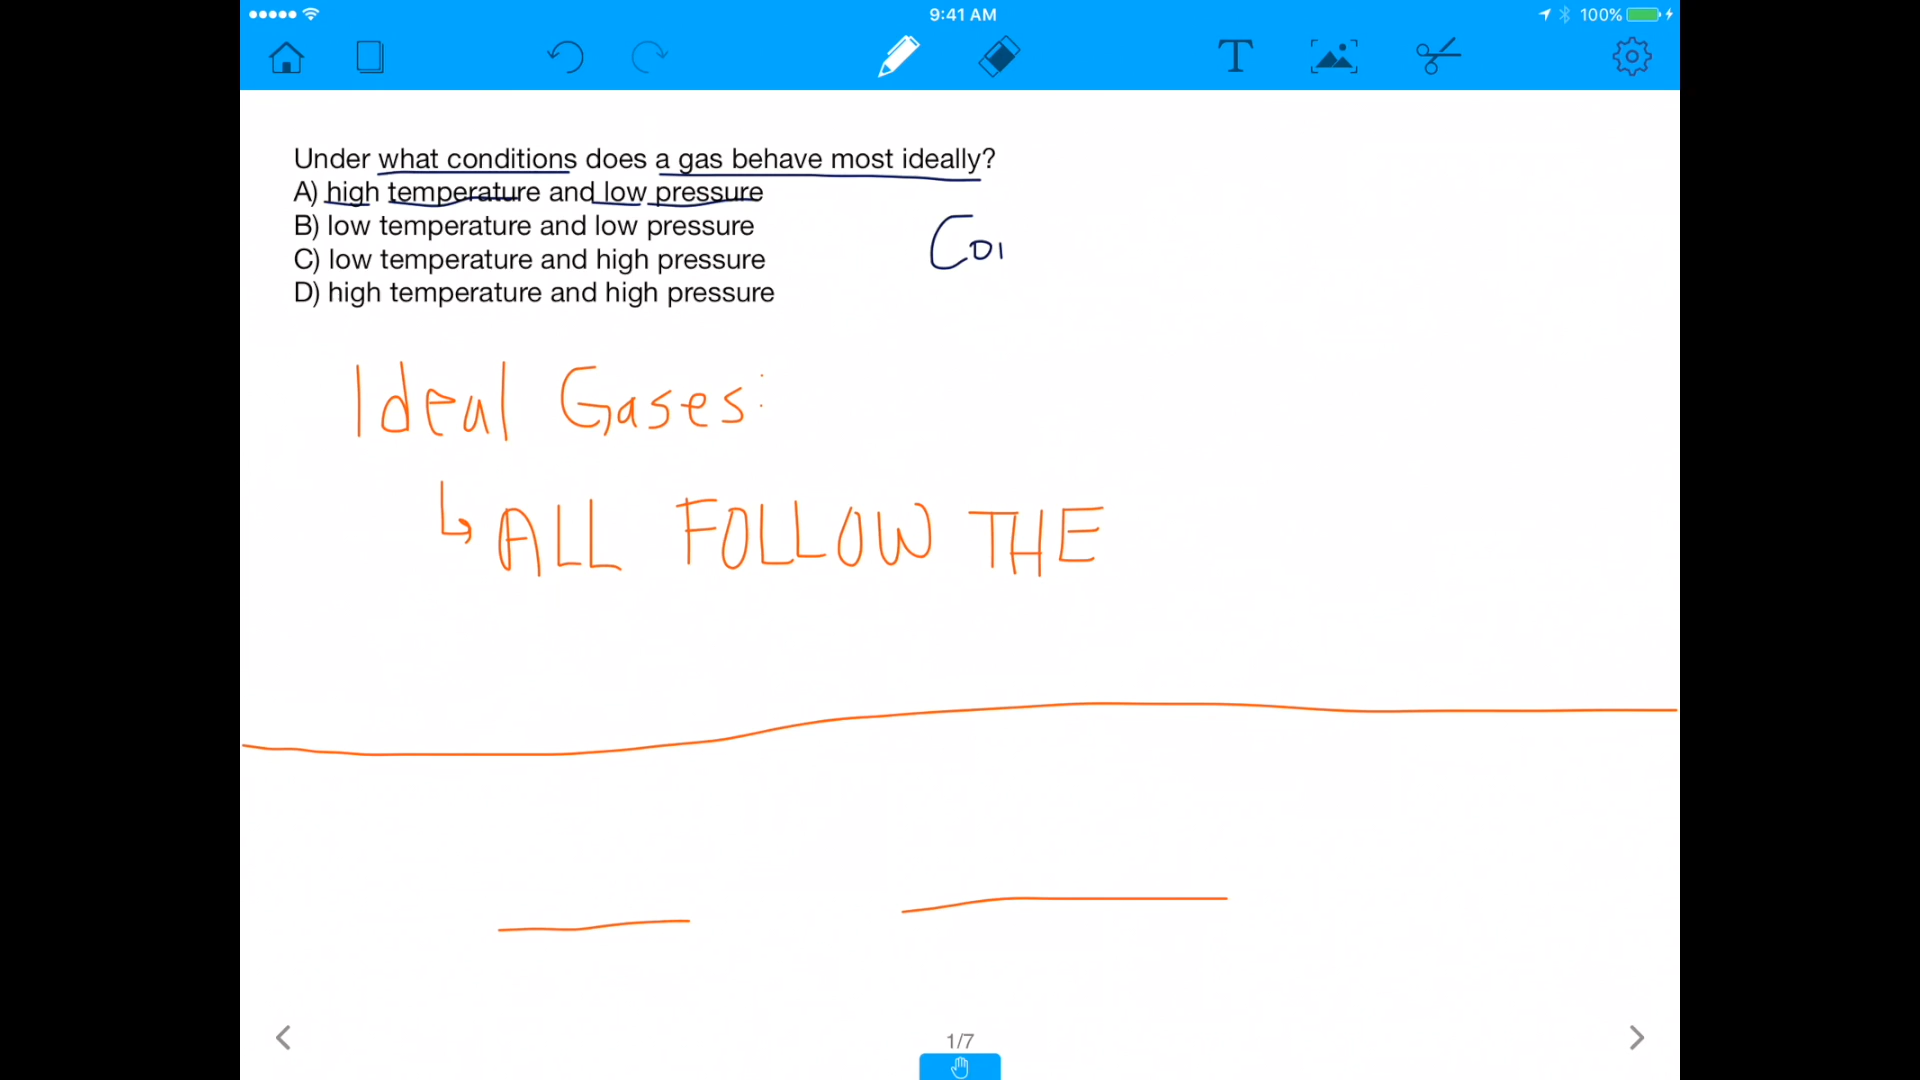 9:41 AM
100%
T
Under what conditions does a gas behave most ideally?
A) high temperature and low pressure
B) low temperature and low pressure
C) low temperature and high pressure
D) high temperature and high pressure
Ideal Gases:
ALL FOLLOW THE
1/7